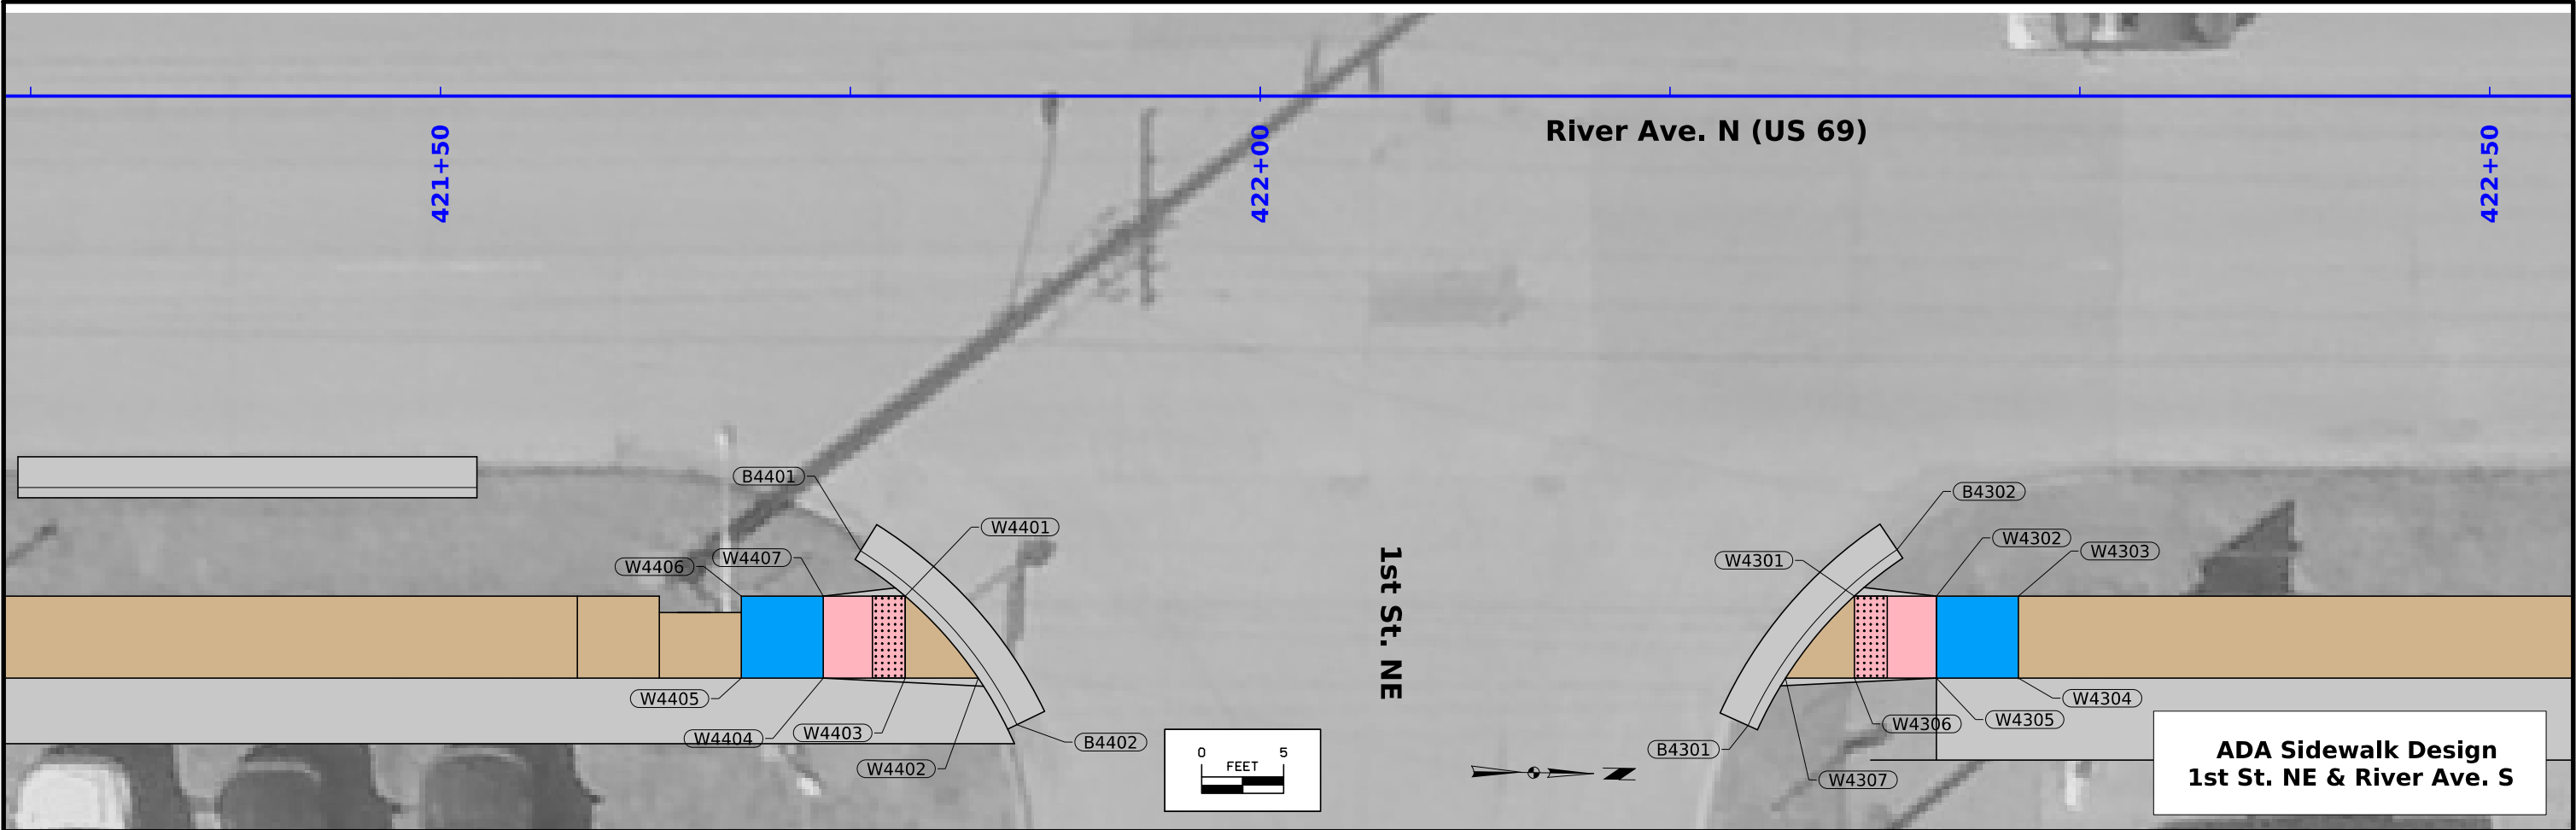 River Ave. N (US 69)
421+50
422+00
422+50
B4401
W4401
W4407
W4406
W4405
W4404
W4403
W4402
B4402
1st St. NE
B4302
W4302
W4303
W4301
W4304
W4305
W4306
B4301
W4307
0 5
FEET
N
ADA Sidewalk Design
1st St. NE & River Ave. S